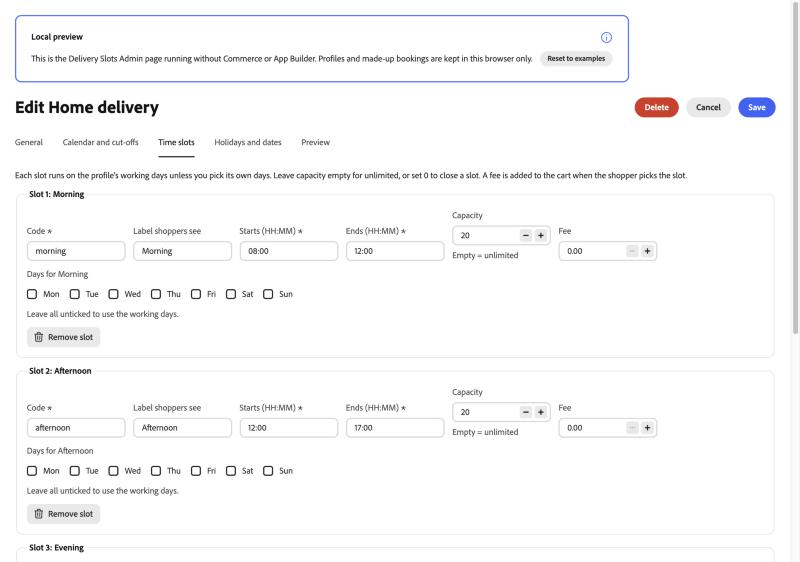 Local preview
This is the Delivery Slots Admin page running without Commerce or App Builder. Profiles and made-up bookings are kept in this browser only. Reset to examples
Edit Home delivery
Delete Cancel Save
General Calendar and cut-offs Time slots Holidays and dates Preview
Each slot runs on the profile's working days unless you pick its own days. Leave capacity empty for unlimited, or set 0 to close a slot. A fee is added to the cart when the shopper picks the slot.
Slot 1: Morning
Capacity
Code * Label shoppers see Starts (HH:MM) * Ends (HH:MM) * Fee
morning Morning 08:00 12:00 20 0.00
Empty = unlimited
Days for Morning
Mon Tue Wed Thu Fri Sat Sun
Leave all unticked to use the working days.
Remove slot
Slot 2: Afternoon
Capacity
Code * Label shoppers see Starts (HH:MM) * Ends (HH:MM) * Fee
afternoon Afternoon 12:00 17:00 20 0.00
Empty = unlimited
Days for Afternoon
Mon Tue Wed Thu Fri Sat Sun
Leave all unticked to use the working days.
Remove slot
Slot 3: Evening